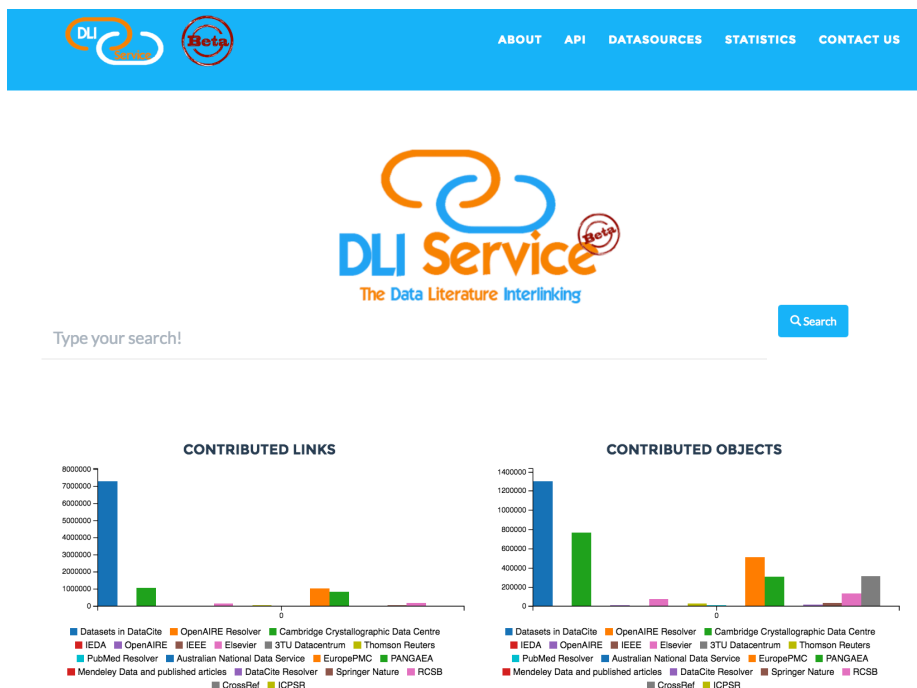 DLI
Service
Beta
ABOUT API DATASOURCES STATISTICS CONTACT US
DLI Service
Beta
The Data Literature Interlinking
Type your search!
Search
CONTRIBUTED LINKS
8000000
7000000
6000000
5000000
4000000
3000000
2000000
1000000
0
0
Datasets in DataCite OpenAIRE Resolver Cambridge Crystallographic Data Centre
IEDA OpenAIRE IEEE Elsevier 3TU Datacentrum Thomson Reuters
PubMed Resolver Australian National Data Service EuropePMC PANGAEA
Mendeley Data and published articles DataCite Resolver Springer Nature RCSB
CrossRef ICPSR
CONTRIBUTED OBJECTS
1400000
1200000
1000000
800000
600000
400000
200000
0
0
Datasets in DataCite OpenAIRE Resolver Cambridge Crystallographic Data Centre
IEDA OpenAIRE IEEE Elsevier 3TU Datacentrum Thomson Reuters
PubMed Resolver Australian National Data Service EuropePMC PANGAEA
Mendeley Data and published articles DataCite Resolver Springer Nature RCSB
CrossRef ICPSR